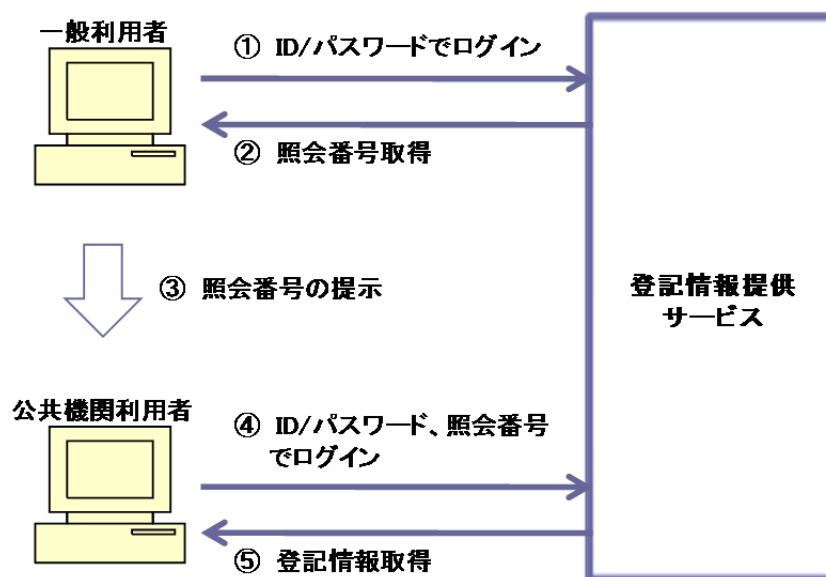 一般利用者
① ID/パスワードでログイン
② 照会番号取得
③ 照会番号の提示
登記情報提供
サービス
公共機関利用者
④ ID/パスワード、照会番号
でログイン
⑤ 登記情報取得